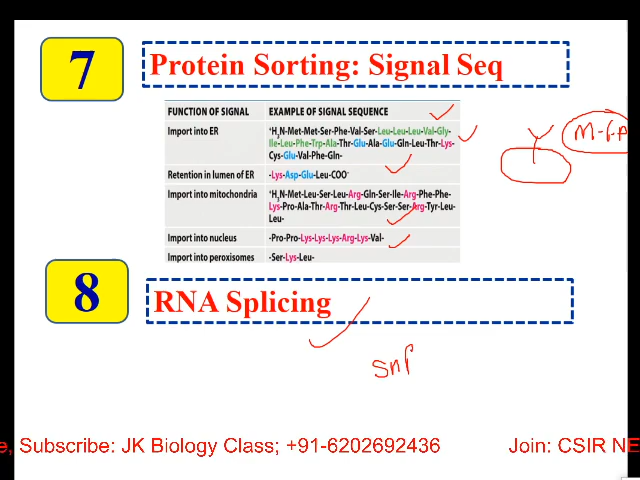 7
Protein Sorting: Signal Seq
FUNCTION OF SIGNAL EXAMPLE OF SIGNAL SEQUENCE
Import into ER ⁺H₃N-Met-Met-Ser-Phe-Val-Ser-Leu-Leu-Leu-Val-Gly-
Ile-Leu-Phe-Trp-Ala-Thr-Glu-Ala-Glu-Gln-Leu-Thr-Lys-
Cys-Glu-Val-Phe-Gln-
Retention in lumen of ER -Lys-Asp-Glu-Leu-COO⁻
Import into mitochondria ⁺H₃N-Met-Leu-Ser-Leu-Arg-Gln-Ser-Ile-Arg-Phe-Phe-
Lys-Pro-Ala-Thr-Arg-Thr-Leu-Cys-Ser-Ser-Arg-Tyr-Leu-
Leu-
Import into nucleus -Pro-Pro-Lys-Lys-Lys-Arg-Lys-Val-
Import into peroxisomes -Ser-Lys-Leu-
8
RNA Splicing
e, Subscribe: JK Biology Class; +91-6202692436 Join: CSIR NE